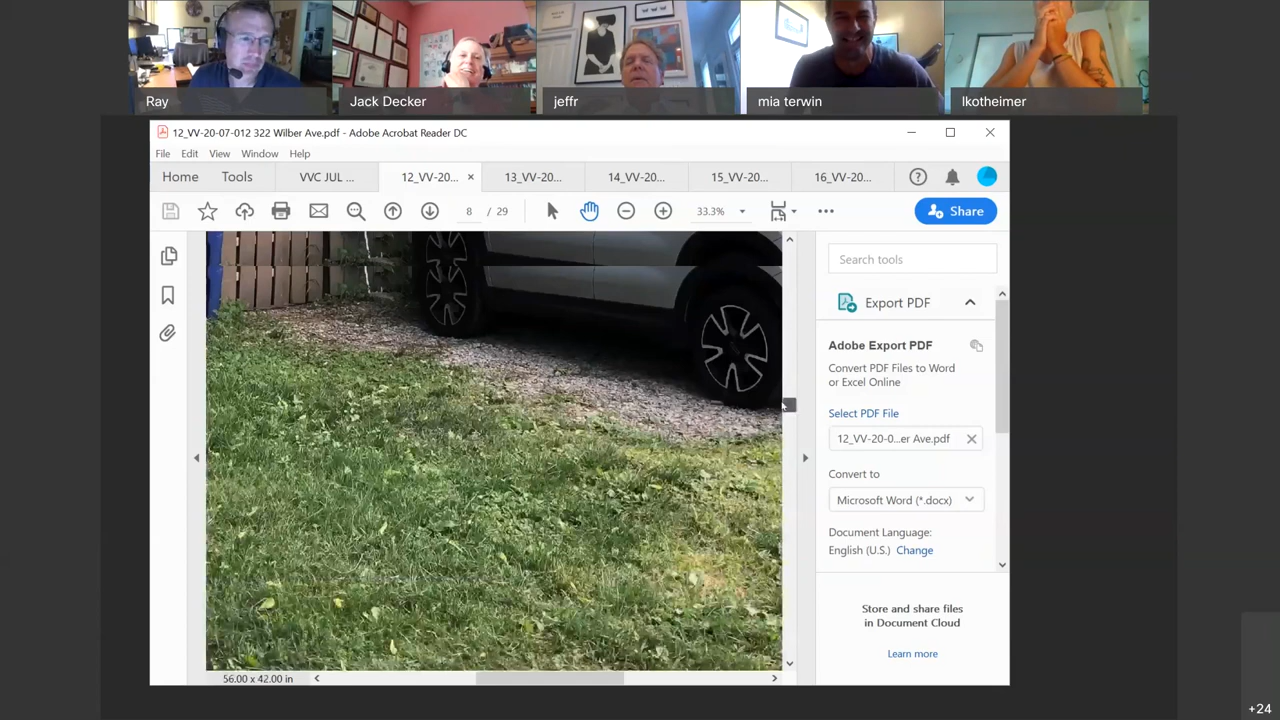 Ray
Jack Decker
jeffr
mia terwin
lkotheimer
12_VV-20-07-012 322 Wilber Ave.pdf - Adobe Acrobat Reader DC
File Edit View Window Help
Home Tools VVC JUL ... 12_VV-20... × 13_VV-20... 14_VV-20... 15_VV-20... 16_VV-20...
8 / 29 33.3% Share
Search tools
Export PDF
Adobe Export PDF
Convert PDF Files to Word
or Excel Online
Select PDF File
12_VV-20-0...er Ave.pdf
Convert to
Microsoft Word (*.docx)
Document Language:
English (U.S.) Change
Store and share files
in Document Cloud
Learn more
56.00 x 42.00 in
+24